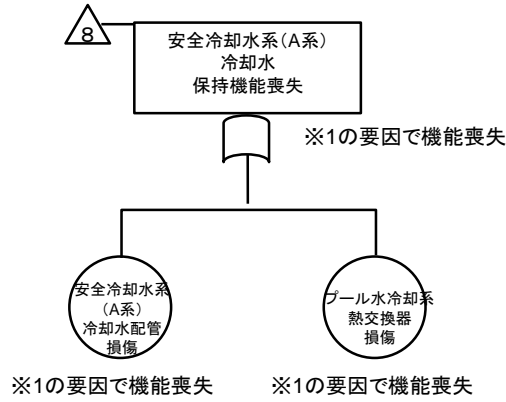 8
安全冷却水系(A系)
冷却水
保持機能喪失
※1の要因で機能喪失
安全冷却水系
(A系)
冷却水配管
損傷
プール水冷却系
熱交換器
損傷
※1の要因で機能喪失
※1の要因で機能喪失